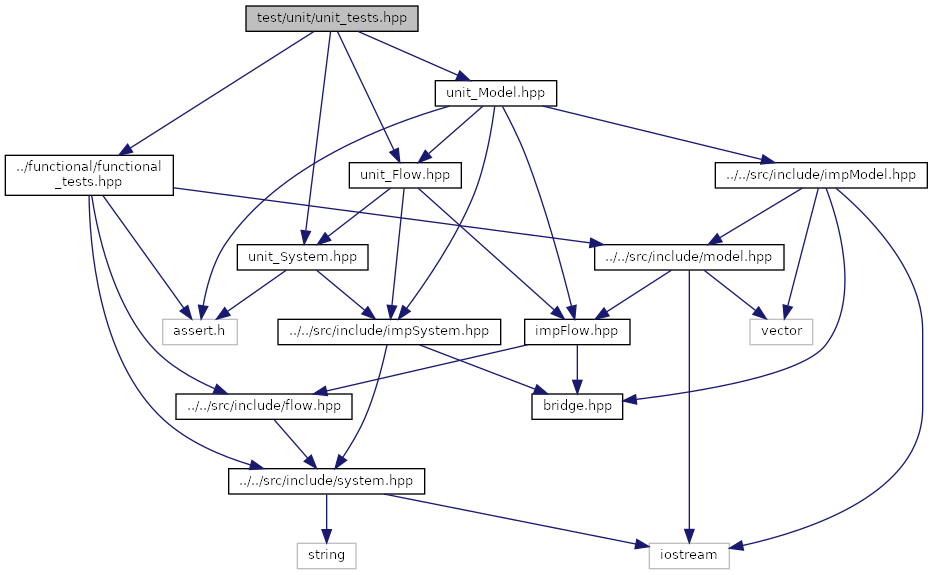 test/unit/unit_tests.hpp
unit_Model.hpp
../functional/functional
_tests.hpp
unit_Flow.hpp
../../src/include/impModel.hpp
unit_System.hpp
../../src/include/model.hpp
assert.h
../../src/include/impSystem.hpp
impFlow.hpp
vector
../../src/include/flow.hpp
bridge.hpp
../../src/include/system.hpp
string
iostream